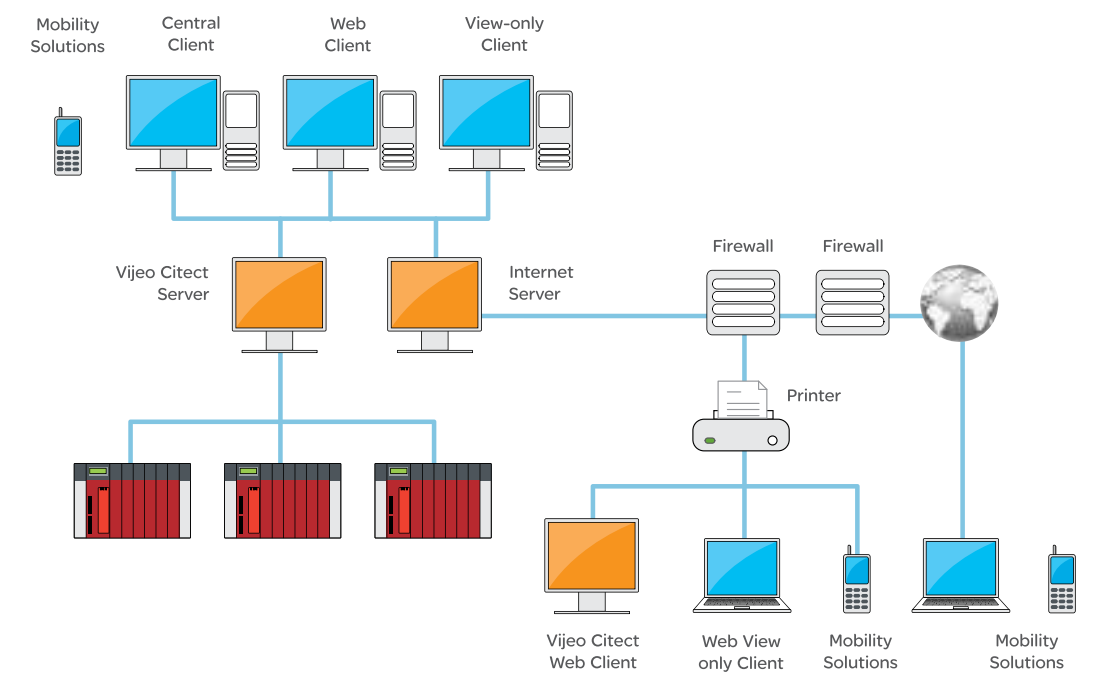 Mobility
Solutions
Central
Client
Web
Client
View-only
Client
Vijeo Citect
Server
Internet
Server
Firewall
Firewall
Printer
Vijeo Citect
Web Client
Web View
only Client
Mobility
Solutions
Mobility
Solutions